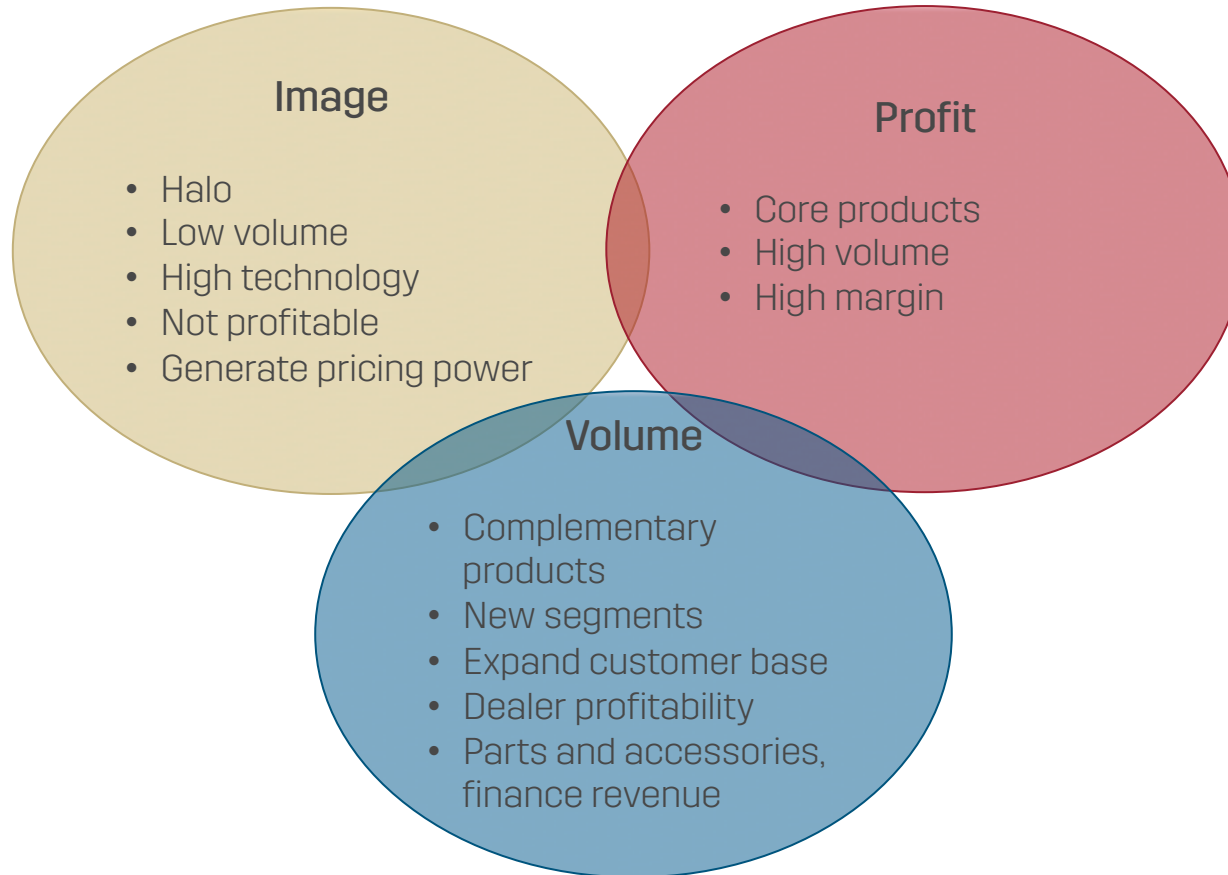 Image
• Halo
• Low volume
• High technology
• Not profitable
• Generate pricing power
Profit
• Core products
• High volume
• High margin
Volume
• Complementary
products
• New segments
• Expand customer base
• Dealer profitability
• Parts and accessories,
finance revenue